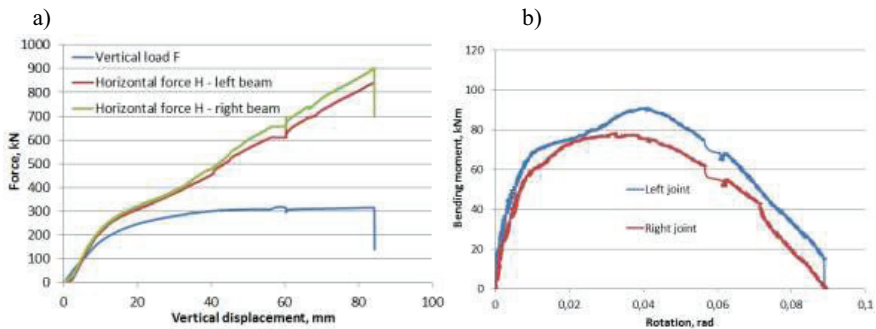 a)
b)
1000
900
800
700
600
500
400
300
200
100
0
Force, kN
Vertical load F
Horizontal force H - left beam
Horizontal force H - right beam
0 20 40 60 80 100
Vertical displacement, mm
120
100
80
60
40
20
0
Bending moment, kNm
Left joint
Right joint
0 0,02 0,04 0,06 0,08 0,1
Rotation, rad